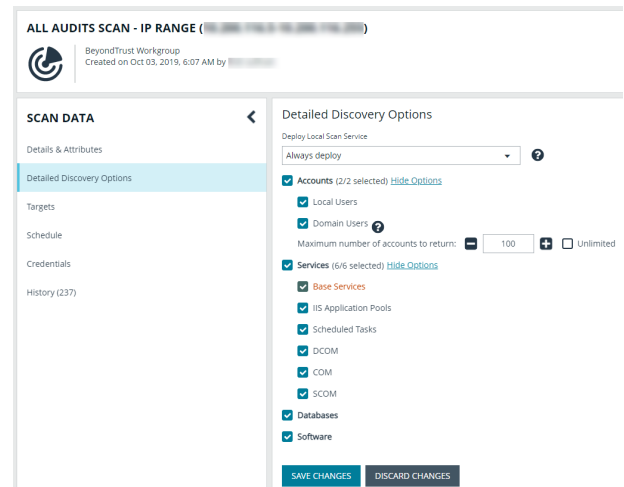 ALL AUDITS SCAN - IP RANGE ( )
BeyondTrust Workgroup
Created on Oct 03, 2019, 6:07 AM by
SCAN DATA
Details & Attributes
Detailed Discovery Options
Targets
Schedule
Credentials
History (237)
Detailed Discovery Options
Deploy Local Scan Service
Always deploy
Accounts (2/2 selected) Hide Options
Local Users
Domain Users
Maximum number of accounts to return: 100 Unlimited
Services (6/6 selected) Hide Options
Base Services
IIS Application Pools
Scheduled Tasks
DCOM
COM
SCOM
Databases
Software
SAVE CHANGES DISCARD CHANGES